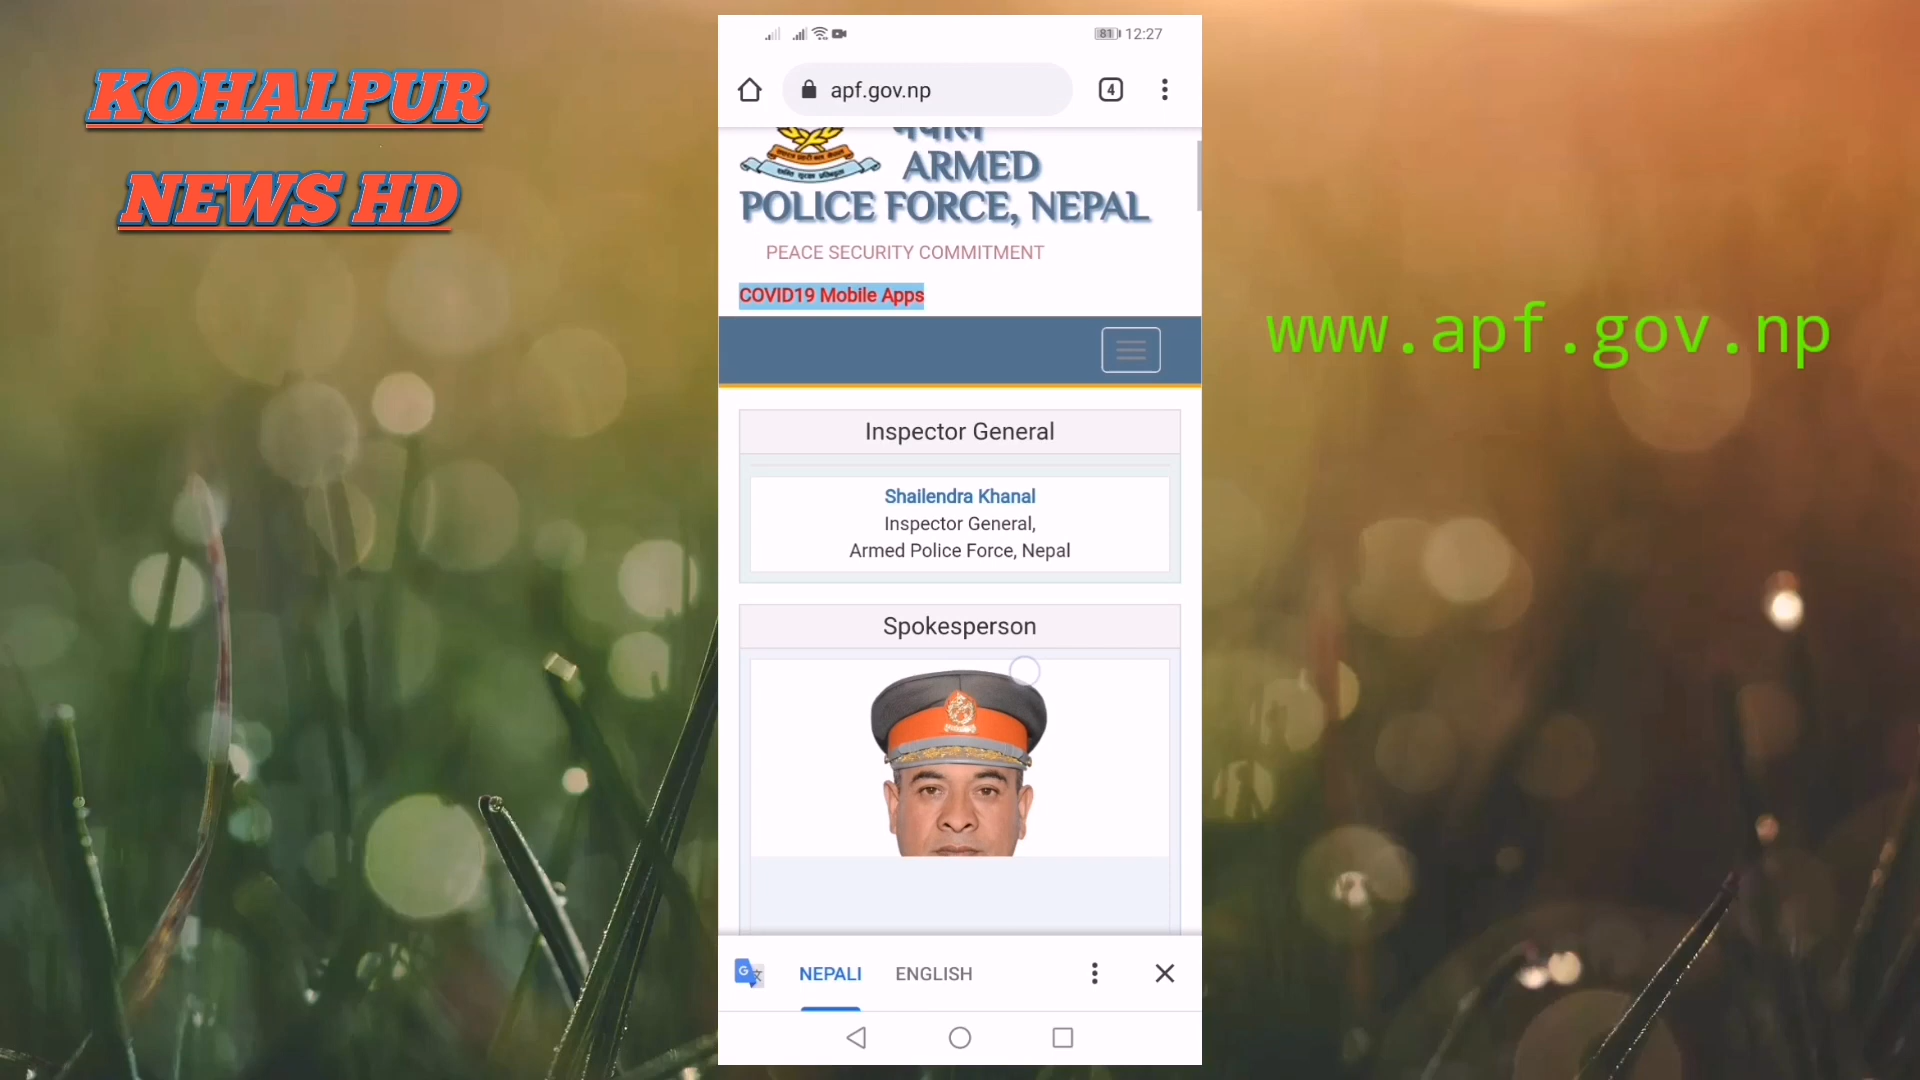 KOHALPUR
NEWS HD
81 12:27
apf.gov.np
4
नेपाल
ARMED
POLICE FORCE, NEPAL
PEACE SECURITY COMMITMENT
COVID19 Mobile Apps
Inspector General
Shailendra Khanal
Inspector General,
Armed Police Force, Nepal
Spokesperson
NEPALI ENGLISH
www.apf.gov.np